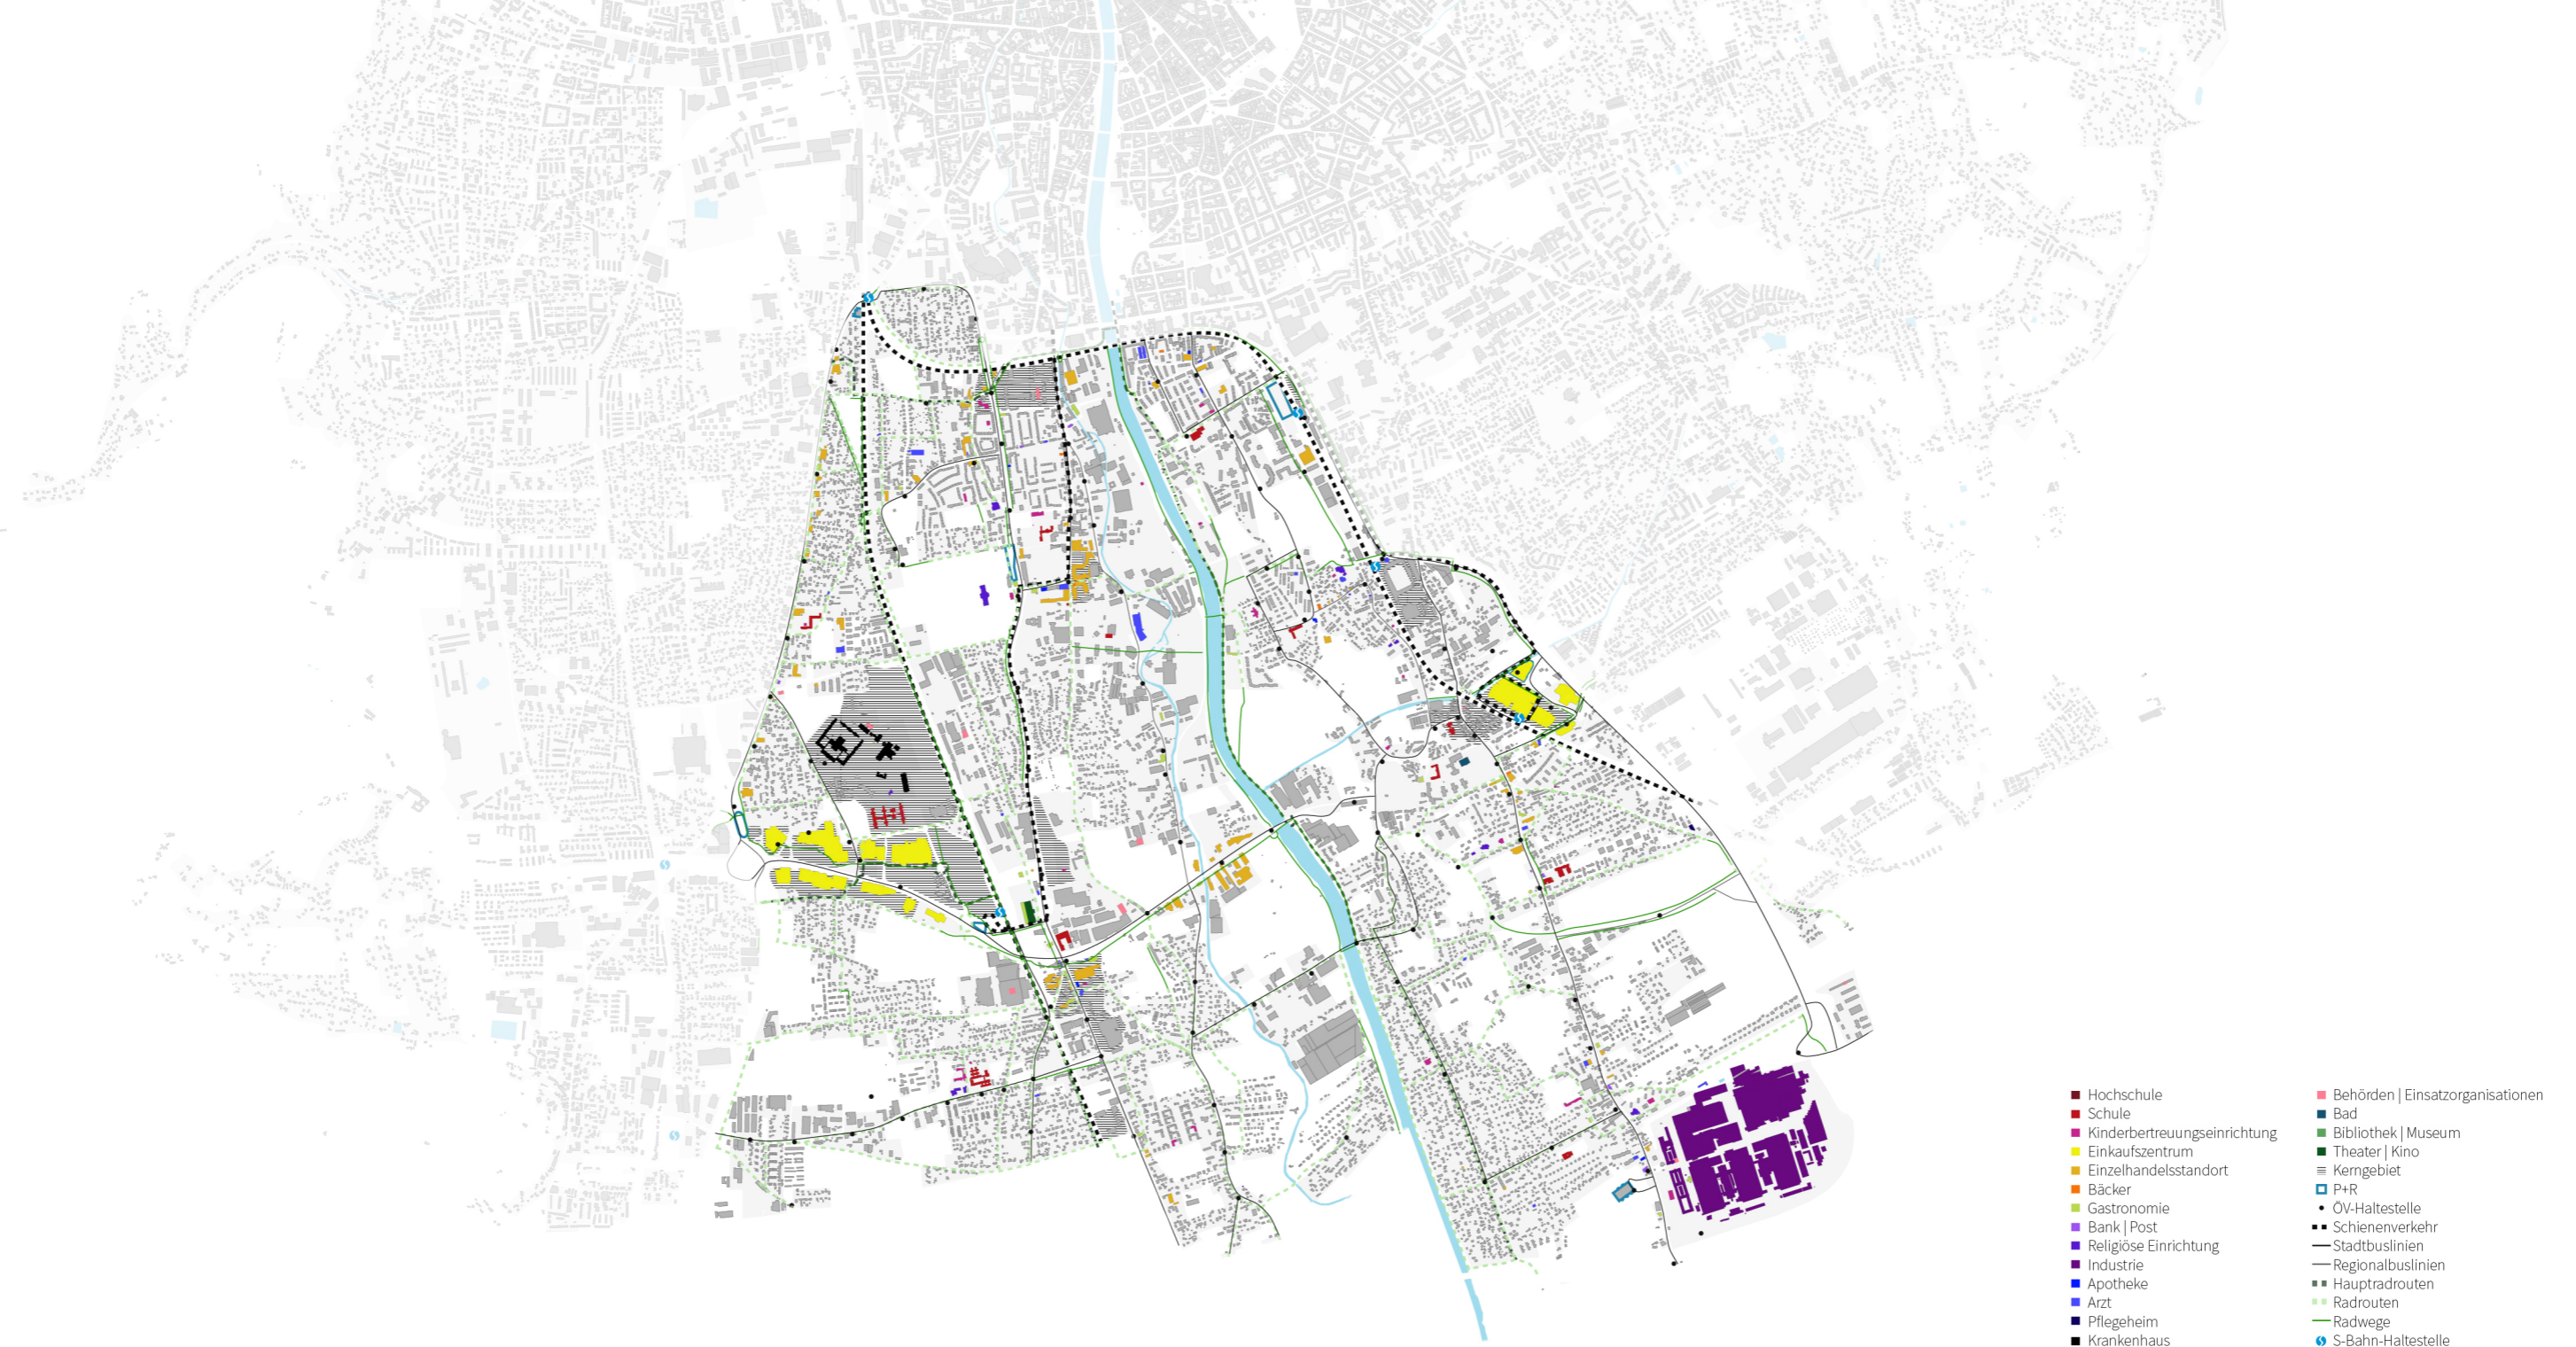 Hochschule
Schule
Kinderbertreuungseinrichtung
Einkaufszentrum
Einzelhandelsstandort
Bäcker
Gastronomie
Bank | Post
Religiöse Einrichtung
Industrie
Apotheke
Arzt
Pflegeheim
Krankenhaus
Behörden | Einsatzorganisationen
Bad
Bibliothek | Museum
Theater | Kino
Kerngebiet
P+R
ÖV-Haltestelle
Schienenverkehr
Stadtbuslinien
Regionalbuslinien
Hauptradrouten
Radrouten
Radwege
S-Bahn-Haltestelle